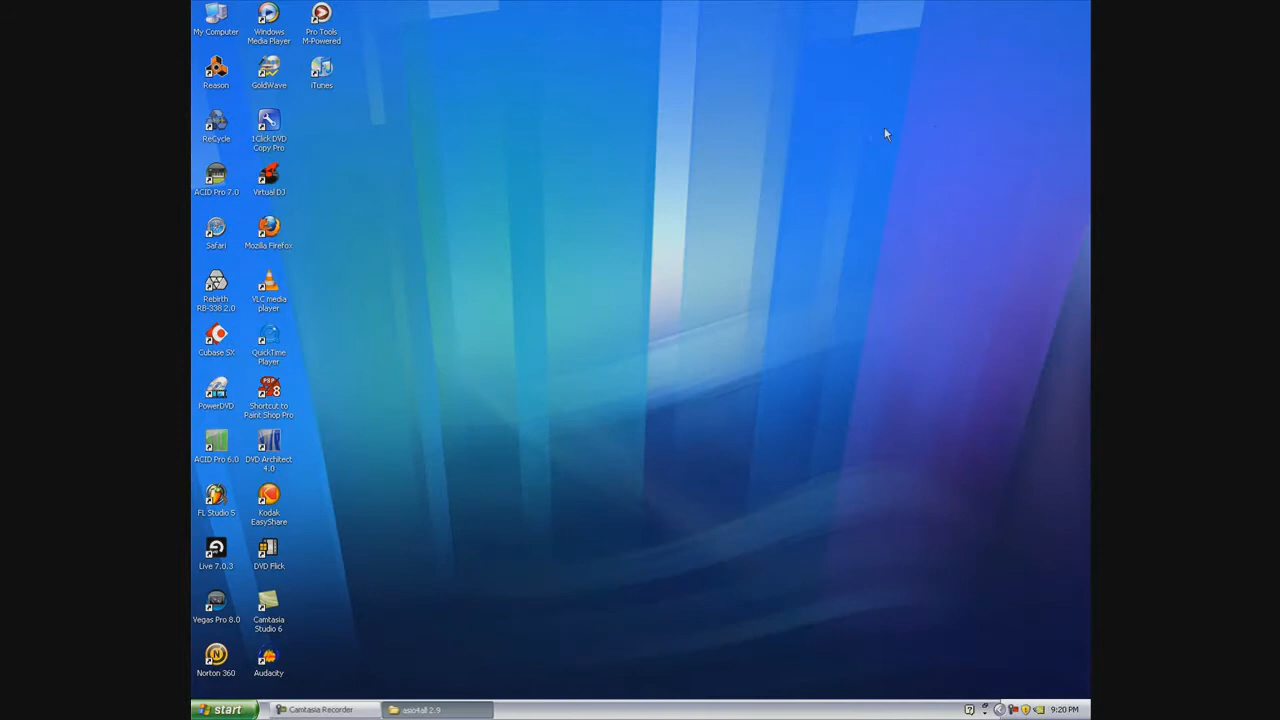 My Computer
Windows
Media Player
Pro Tools
M-Powered
Reason
GoldWave
iTunes
ReCycle
1Click DVD
Copy Pro
ACID Pro 7.0
Virtual DJ
Safari
Mozilla Firefox
Rebirth
RB-338 2.0
VLC media
player
Cubase SX
QuickTime
Player
PowerDVD
PSP
8
Shortcut to
Paint Shop Pro
ACID Pro 6.0
DVD Architect
4.0
FL Studio 5
Kodak
EasyShare
Live 7.0.3
DVD Flick
Vegas Pro 8.0
Camtasia
Studio 6
Norton 360
Audacity
start
Camtasia Recorder
asio4all 2.9
9:20 PM